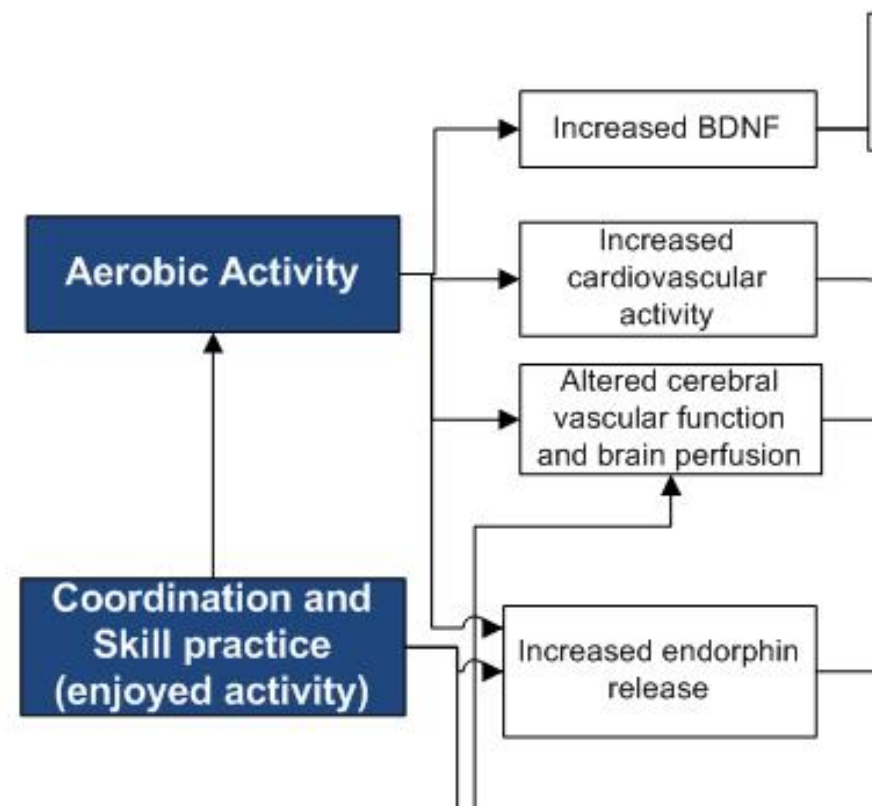 Increased BDNF
Aerobic Activity
Increased
cardiovascular
activity
Altered cerebral
vascular function
and brain perfusion
Coordination and
Skill practice
(enjoyed activity)
Increased endorphin
release